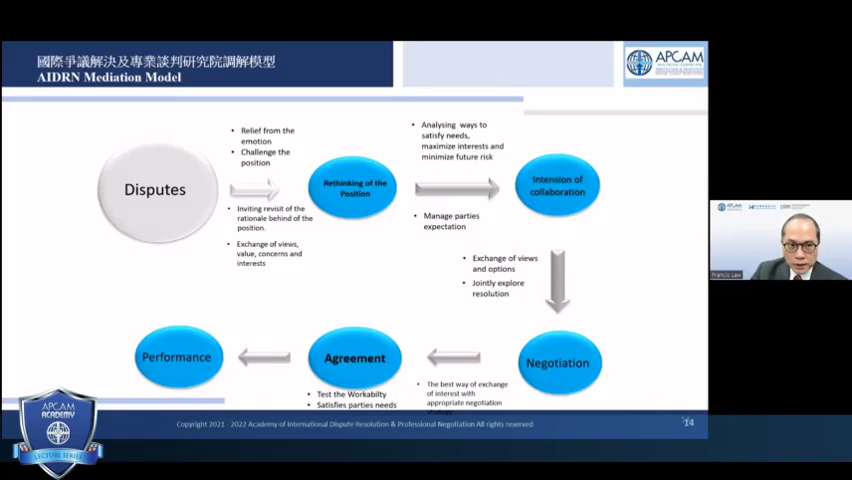 國際爭議解決及專業談判研究院調解模型
AIDRN Mediation Model
APCAM
Disputes
• Relief from the
emotion
• Challenge the
position
• Inviting revisit of the
rationale behind of the
position.
• Exchange of views,
value, concerns and
interests
Rethinking of the
Position
• Analysing ways to
satisfy needs,
maximize interests and
minimize future risk
• Manage parties
expectation
Intension of
collaboration
• Exchange of views
and options
• Jointly explore
resolution
Negotiation
• The best way of exchange
of interest with
appropriate negotiation
strategy
Agreement
• Test the Workabilty
• Satisfies parties needs
Performance
Copyright 2021 - 2022 Academy of International Dispute Resolution & Professional Negotiation All rights reserved
14
APCAM
ACADEMY
LECTURE SERIES
APCAM
Francis Law